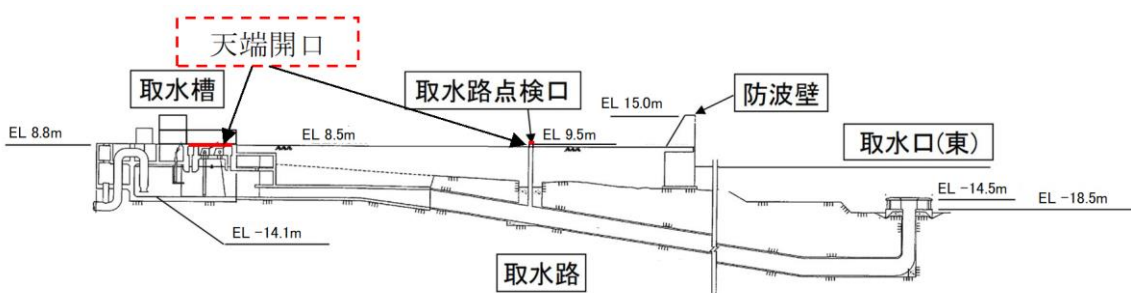 天端開口
取水槽
取水路点検口
防波壁
EL 15.0m
EL 8.8m
EL 8.5m
EL 9.5m
取水口(東)
EL -14.5m
EL -18.5m
EL -14.1m
取水路